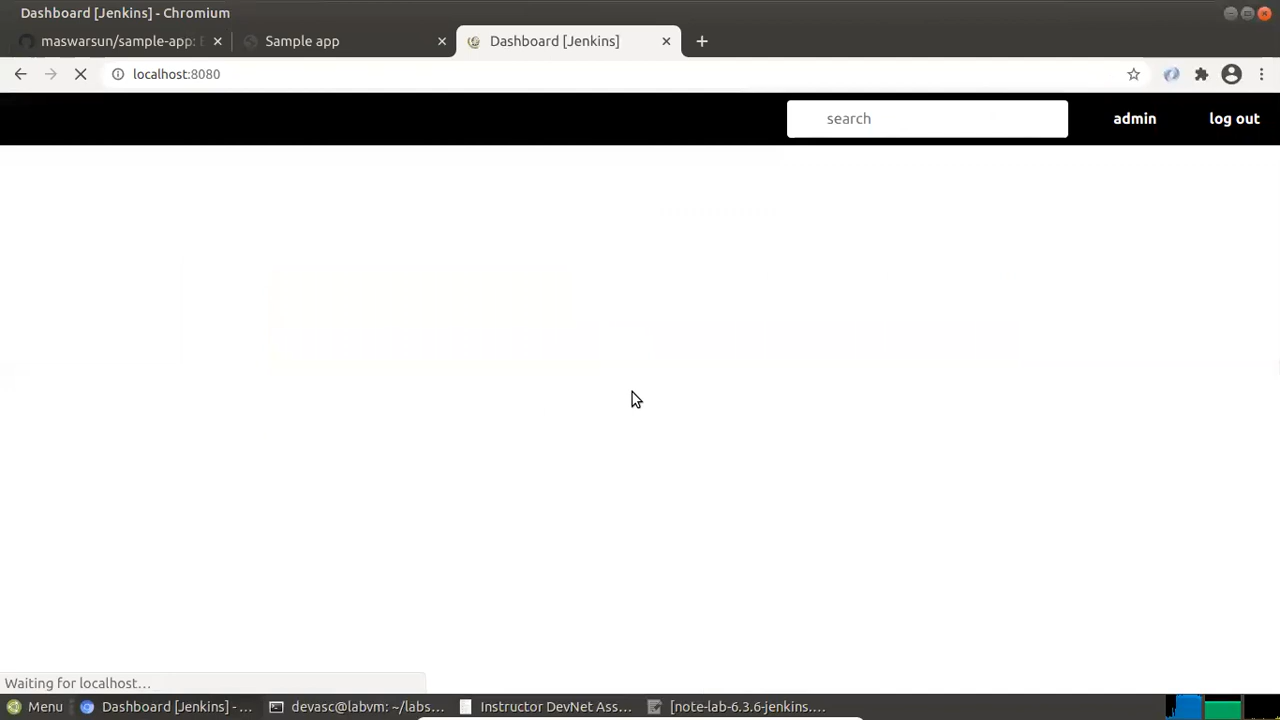 Dashboard [Jenkins] - Chromium
maswarsun/sample-app:
Sample app
Dashboard [Jenkins]
localhost:8080
search
admin
log out
Waiting for localhost…
Menu
Dashboard [Jenkins] - ...
devasc@labvm: ~/labs...
Instructor DevNet Ass...
[note-lab-6.3.6-jenkins....